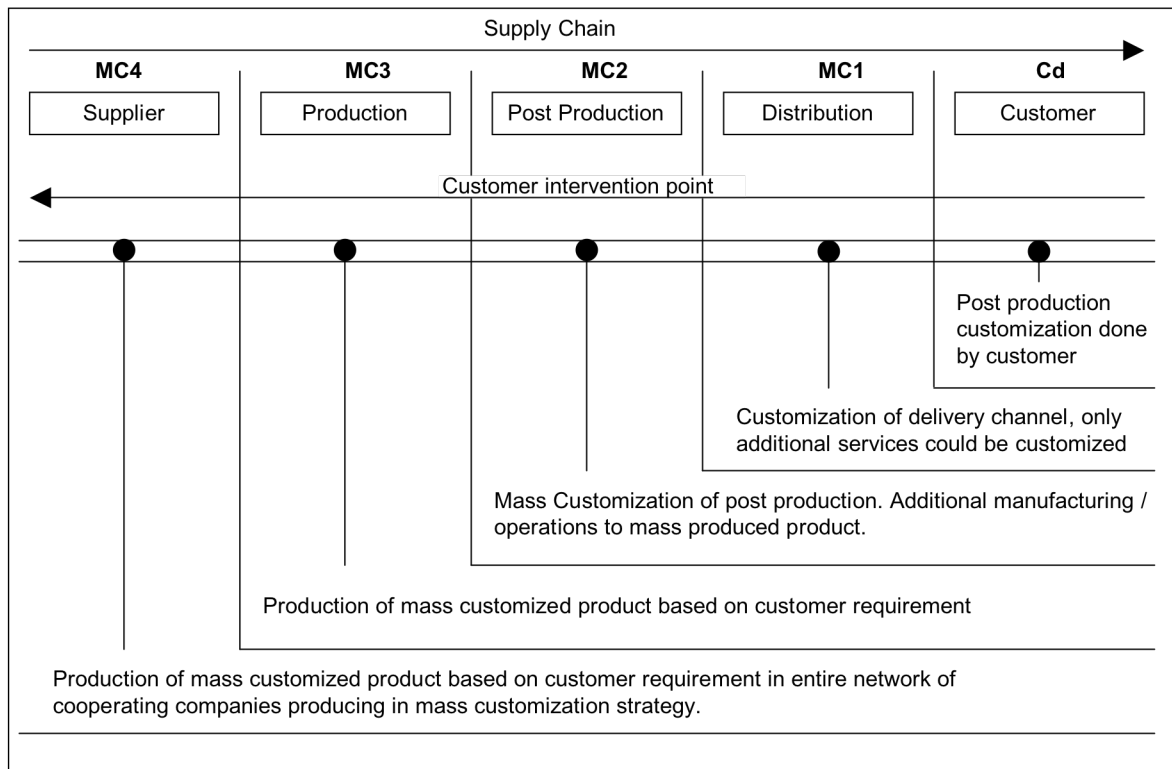 Supply Chain
MC4
MC3
MC2
MC1
Cd
Supplier
Production
Post Production
Distribution
Customer
Customer intervention point
Post production
customization done
by customer
Customization of delivery channel, only
additional services could be customized
Mass Customization of post production. Additional manufacturing /
operations to mass produced product.
Production of mass customized product based on customer requirement
Production of mass customized product based on customer requirement in entire network of
cooperating companies producing in mass customization strategy.